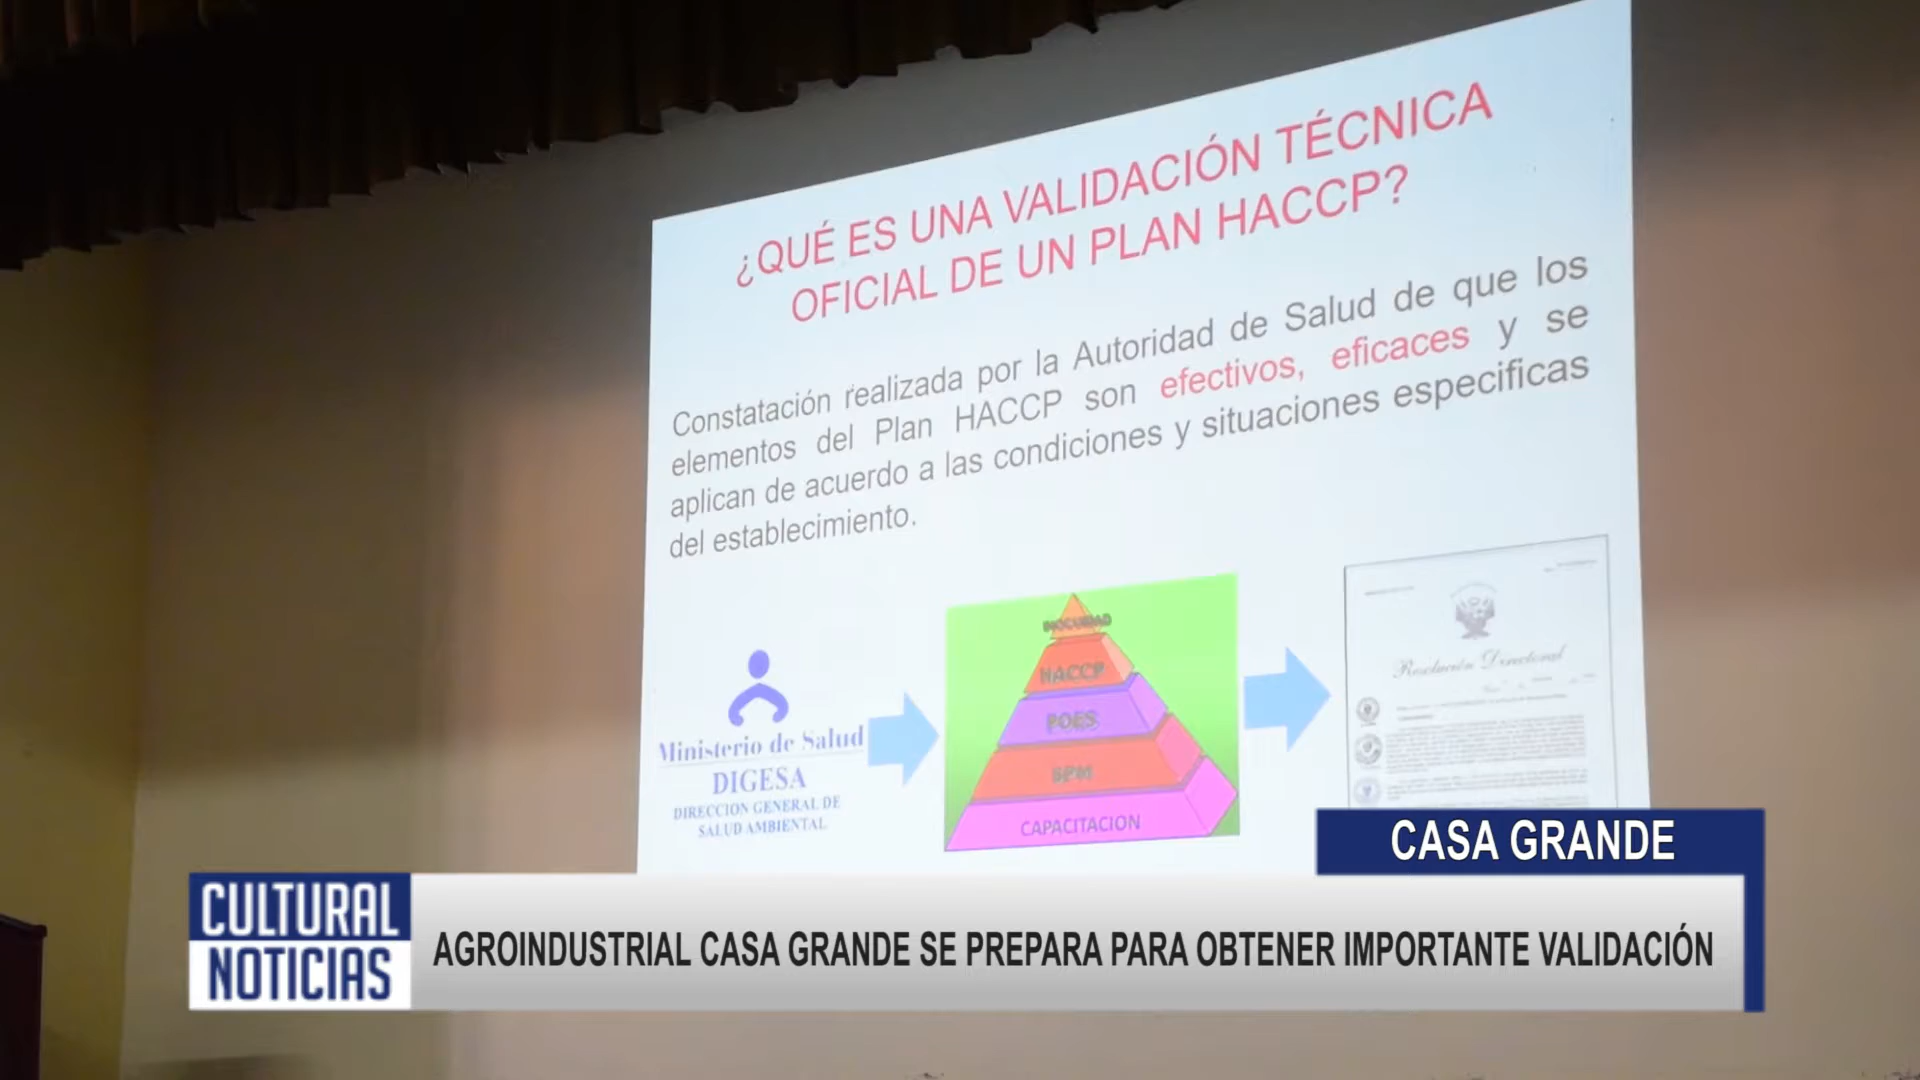 ¿QUÉ ES UNA VALIDACIÓN TÉCNICA
OFICIAL DE UN PLAN HACCP?
Constatación realizada por la Autoridad de Salud de que los
elementos del Plan HACCP son efectivos, eficaces y se
aplican de acuerdo a las condiciones y situaciones especificas
del establecimiento.
Ministerio de Salud
DIGESA
DIRECCION GENERAL DE
SALUD AMBIENTAL
INOCUIDAD
HACCP
POES
BPM
CAPACITACION
Resolución Directoral
CASA GRANDE
CULTURAL
NOTICIAS
AGROINDUSTRIAL CASA GRANDE SE PREPARA PARA OBTENER IMPORTANTE VALIDACIÓN